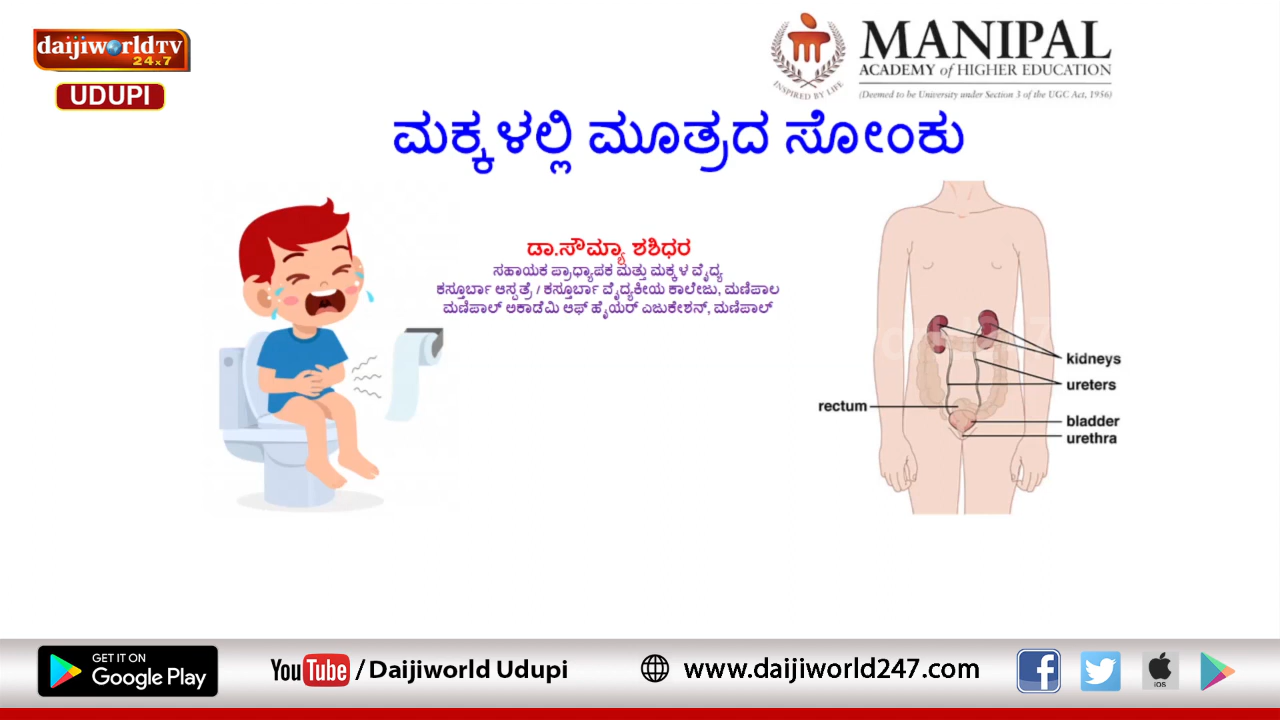 daijiworldTV
24x7
UDUPI
MANIPAL
ACADEMY of HIGHER EDUCATION
(Deemed to be University under Section 3 of the UGC Act, 1956)
INSPIRED BY LIFE
ಮಕ್ಕಳಲ್ಲಿ ಮೂತ್ರದ ಸೋಂಕು
ಡಾ.ಸೌಮ್ಯಾ ಶಶಿಧರ
ಸಹಾಯಕ ಪ್ರಾಧ್ಯಾಪಕ ಮತ್ತು ಮಕ್ಕಳ ವೈದ್ಯ
ಕಸ್ತೂರ್ಬಾ ಆಸ್ಪತ್ರೆ / ಕಸ್ತೂರ್ಬಾ ವೈದ್ಯಕೀಯ ಕಾಲೇಜು, ಮಣಿಪಾಲ
ಮಣಿಪಾಲ್ ಅಕಾಡೆಮಿ ಆಫ್ ಹೈಯರ್ ಎಜುಕೇಶನ್, ಮಣಿಪಾಲ್
kidneys
ureters
rectum
bladder
urethra
GET IT ON
Google Play
YouTube / Daijiworld Udupi
www.daijiworld247.com
iOS